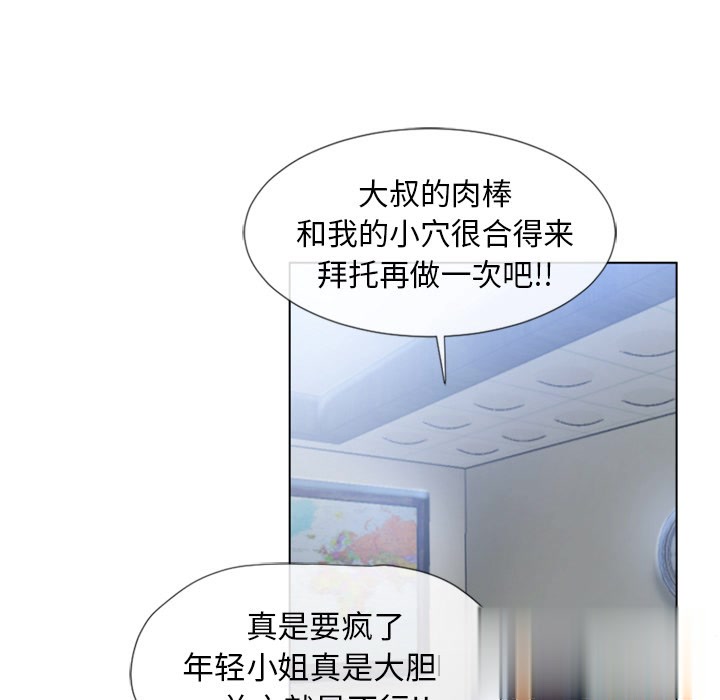 大叔的肉棒
和我的小穴很合得来
拜托再做一次吧!!
真是要疯了
年轻小姐真是大胆